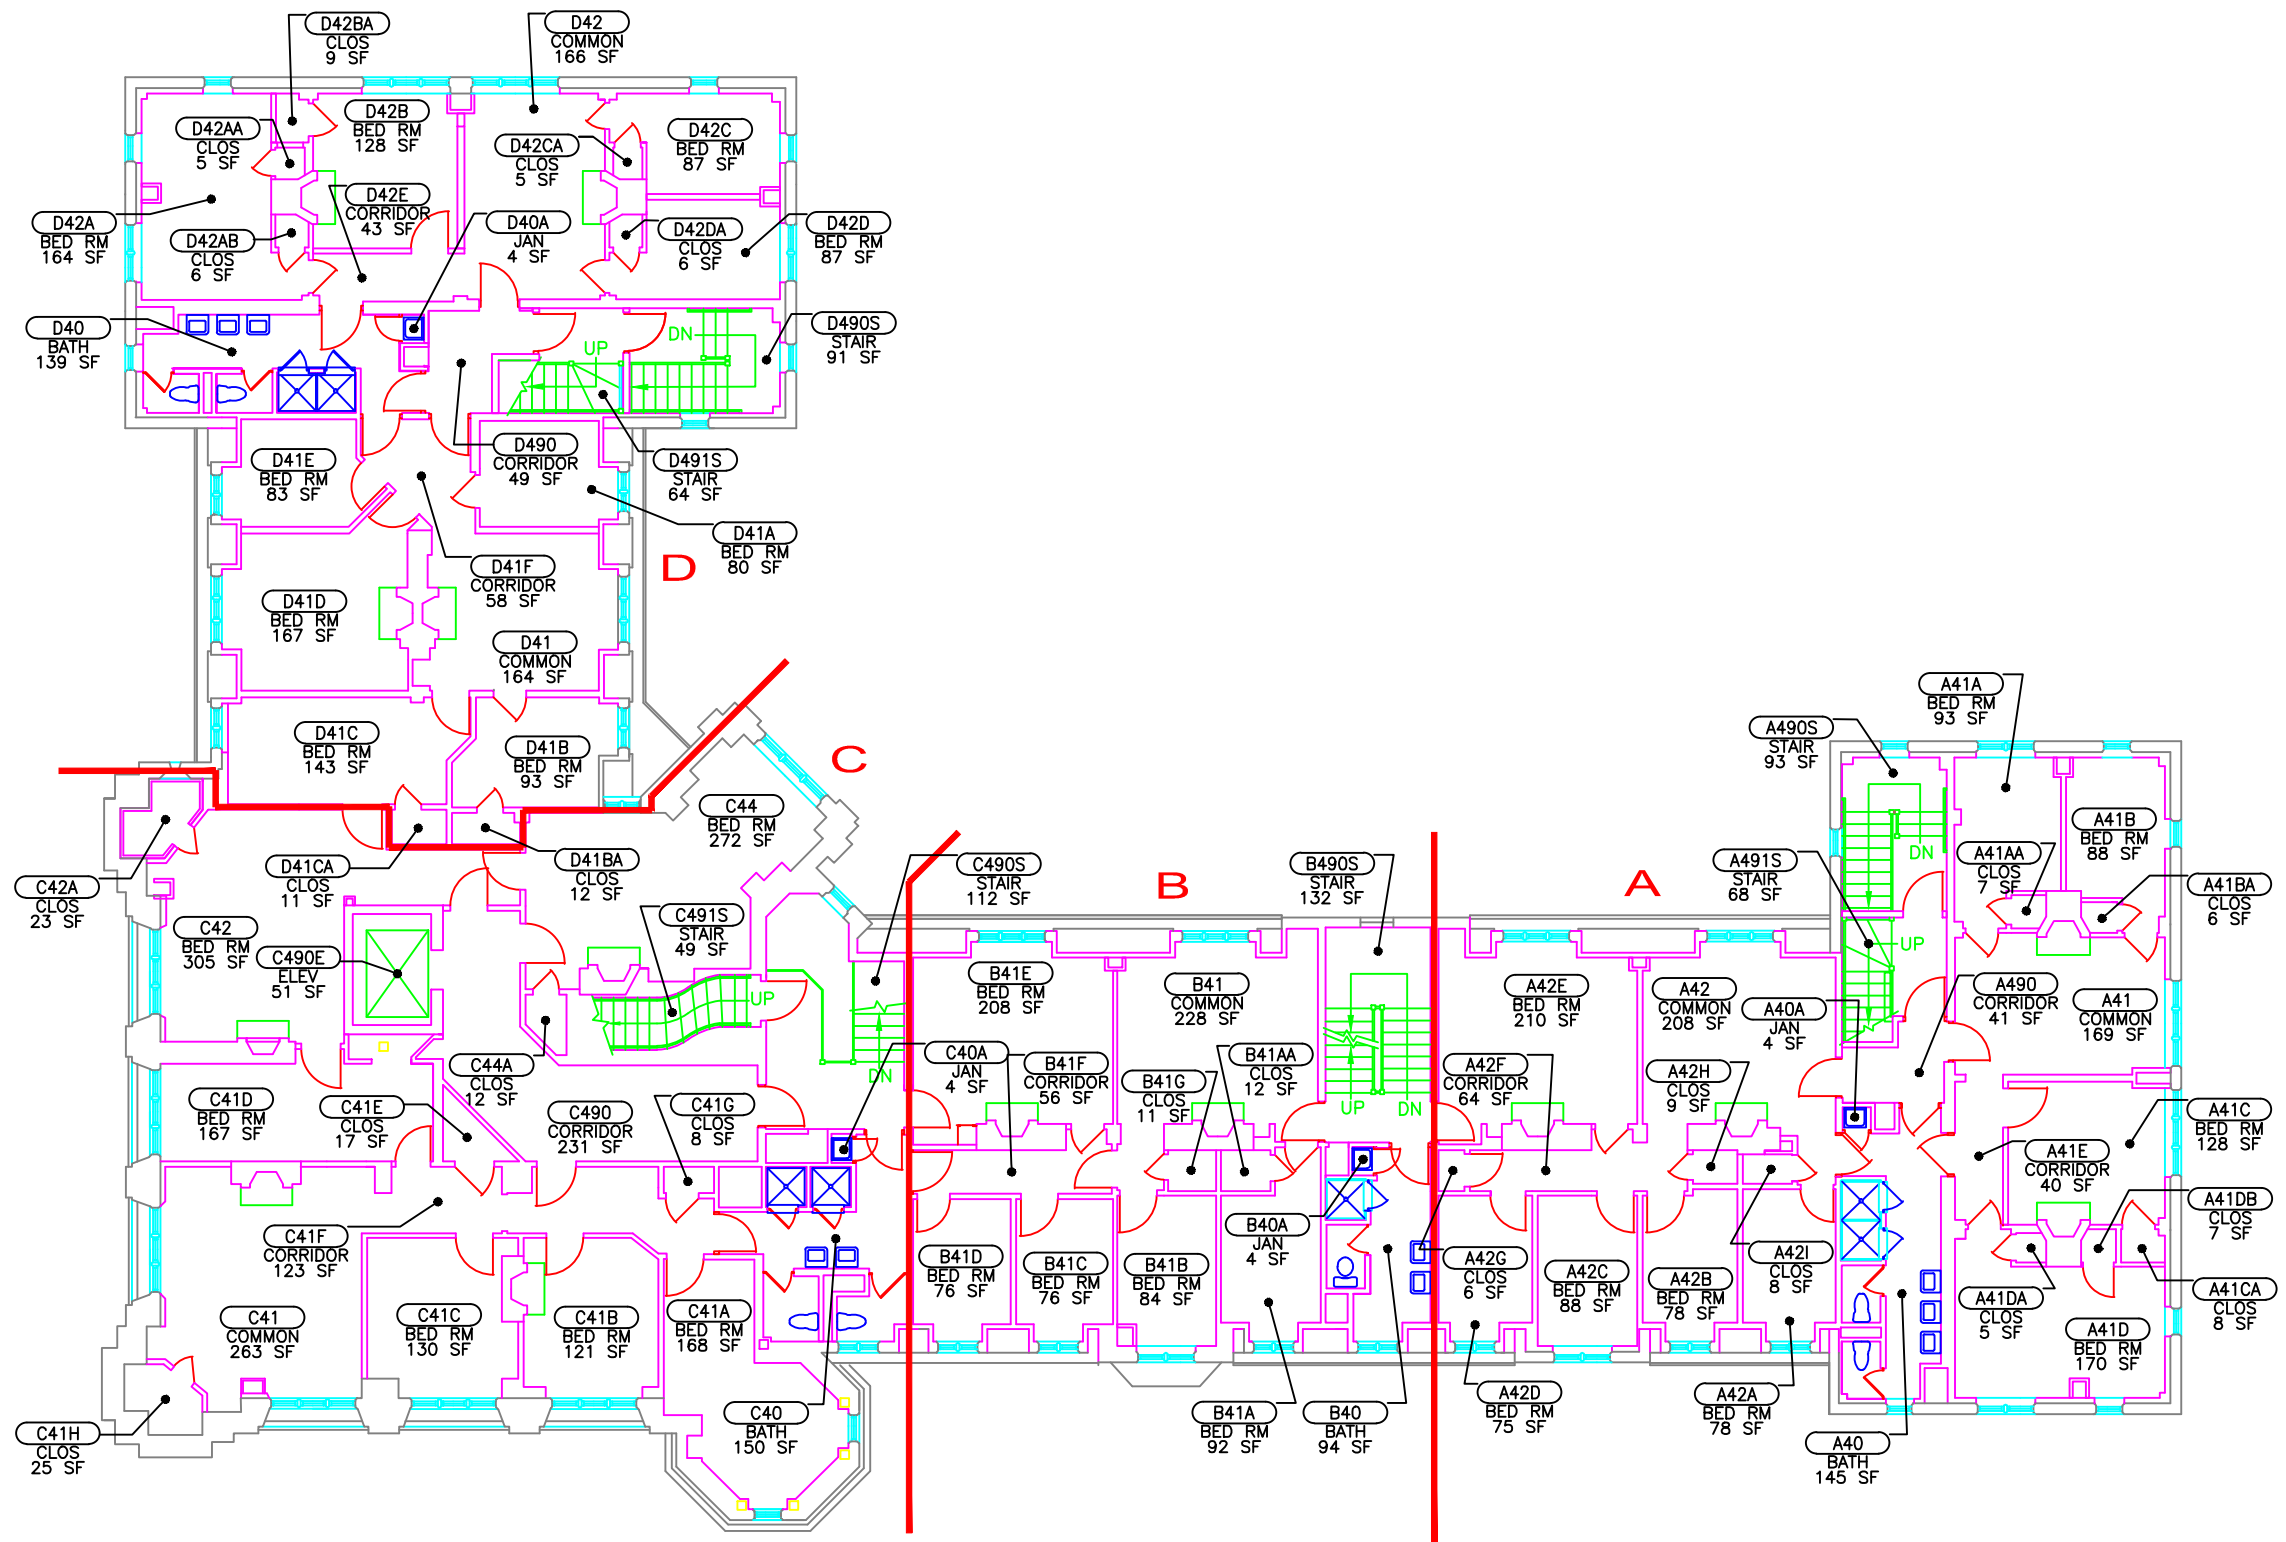 D42BA
CLOS
9 SF
D42
COMMON
166 SF
D42B
BED RM
128 SF
D42AA
CLOS
5 SF
D42CA
CLOS
5 SF
D42C
BED RM
87 SF
D42E
CORRIDOR
43 SF
D42A
BED RM
164 SF
D42AB
CLOS
6 SF
D40A
JAN
4 SF
D42DA
CLOS
6 SF
D42D
BED RM
87 SF
D40
BATH
139 SF
D490S
STAIR
91 SF
DN
UP
D41E
BED RM
83 SF
D490
CORRIDOR
49 SF
D491S
STAIR
64 SF
D41A
BED RM
80 SF
D
D41F
CORRIDOR
58 SF
D41D
BED RM
167 SF
D41
COMMON
164 SF
D41C
BED RM
143 SF
D41B
BED RM
93 SF
C
C44
BED RM
272 SF
D41CA
CLOS
11 SF
D41BA
CLOS
12 SF
C42A
CLOS
23 SF
C42
BED RM
305 SF
C490E
ELEV
51 SF
C491S
STAIR
49 SF
UP
C490S
STAIR
112 SF
DN
C44A
CLOS
12 SF
C40A
JAN
4 SF
C41D
BED RM
167 SF
C41E
CLOS
17 SF
C490
CORRIDOR
231 SF
C41G
CLOS
8 SF
C41F
CORRIDOR
123 SF
C41
COMMON
263 SF
C41C
BED RM
130 SF
C41B
BED RM
121 SF
C41A
BED RM
168 SF
C41H
CLOS
25 SF
C40
BATH
150 SF
B
B490S
STAIR
132 SF
B41E
BED RM
208 SF
B41
COMMON
228 SF
B41F
CORRIDOR
56 SF
B41G
CLOS
11 SF
B41AA
CLOS
12 SF
UP
DN
B40A
JAN
4 SF
B41D
BED RM
76 SF
B41C
BED RM
76 SF
B41B
BED RM
84 SF
B41A
BED RM
92 SF
B40
BATH
94 SF
A
A41A
BED RM
93 SF
A490S
STAIR
93 SF
A491S
STAIR
68 SF
DN
UP
A41B
BED RM
88 SF
A41AA
CLOS
7 SF
A41BA
CLOS
6 SF
A42E
BED RM
210 SF
A42
COMMON
208 SF
A40A
JAN
4 SF
A490
CORRIDOR
41 SF
A41
COMMON
169 SF
A42F
CORRIDOR
64 SF
A42H
CLOS
9 SF
A41C
BED RM
128 SF
A41E
CORRIDOR
40 SF
A41DB
CLOS
7 SF
A42G
CLOS
6 SF
A42C
BED RM
88 SF
A42B
BED RM
78 SF
A42I
CLOS
8 SF
A41DA
CLOS
5 SF
A41CA
CLOS
8 SF
A41D
BED RM
170 SF
A42D
BED RM
75 SF
A42A
BED RM
78 SF
A40
BATH
145 SF